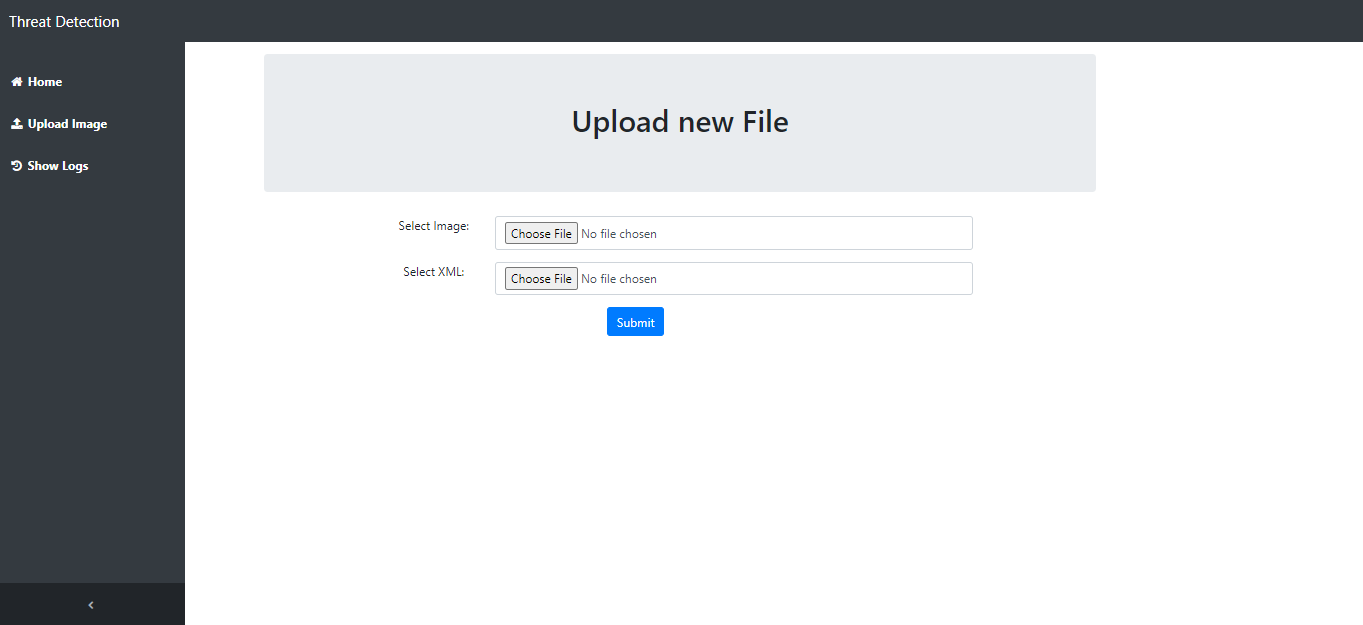 Threat Detection
Home
Upload Image
Show Logs
Upload new File
Select Image: Choose File No file chosen
Select XML: Choose File No file chosen
Submit